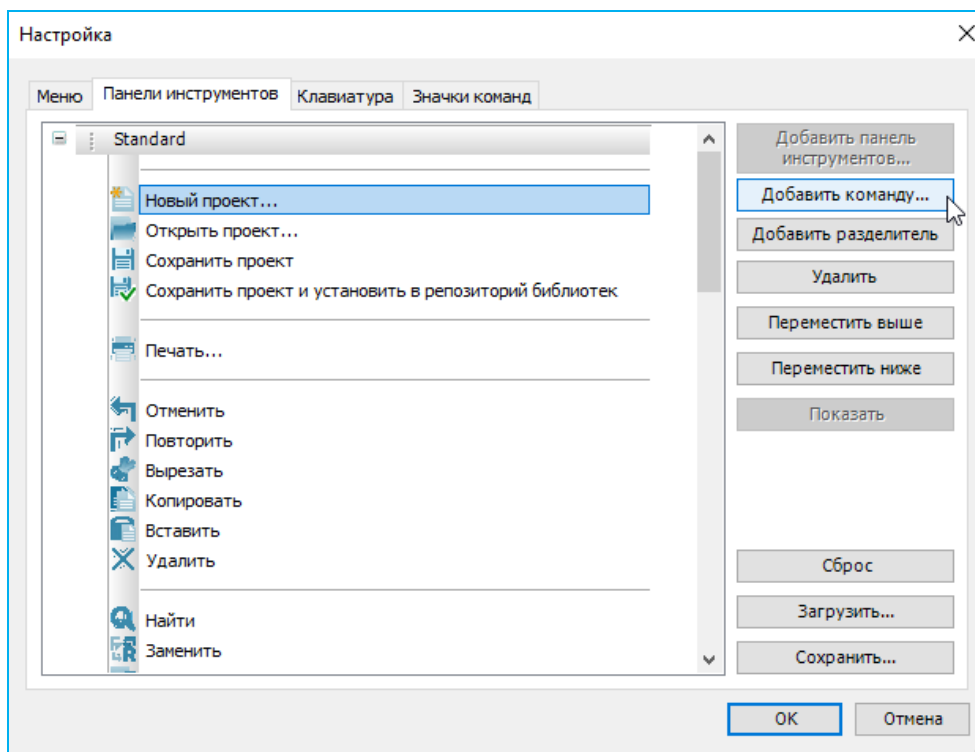 Настройка
Меню Панели инструментов Клавиатура Значки команд
Standard
Новый проект...
Открыть проект...
Сохранить проект
Сохранить проект и установить в репозиторий библиотек
Печать...
Отменить
Повторить
Вырезать
Копировать
Вставить
Удалить
Найти
Заменить
Добавить панель
инструментов...
Добавить команду...
Добавить разделитель
Удалить
Переместить выше
Переместить ниже
Показать
Сброс
Загрузить...
Сохранить...
OK Отмена